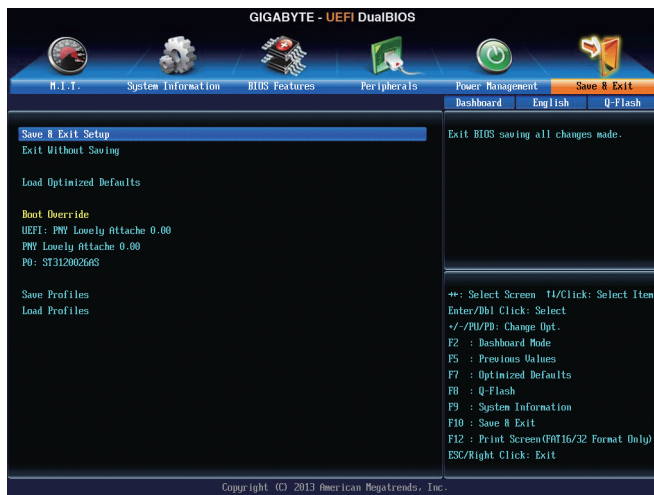 GIGABYTE - UEFI DualBIOS
M.I.T. System Information BIOS Features Peripherals Power Management Save & Exit
Dashboard English Q-Flash
Save & Exit Setup
Exit Without Saving
Load Optimized Defaults
Boot Override
UEFI: PNY Lovely Attache 0.00
PNY Lovely Attache 0.00
P0: ST3120026AS
Save Profiles
Load Profiles
Exit BIOS saving all changes made.
→←: Select Screen ↑↓/Click: Select Item
Enter/Dbl Click: Select
+/-/PU/PD: Change Opt.
F2 : Dashboard Mode
F5 : Previous Values
F7 : Optimized Defaults
F8 : Q-Flash
F9 : System Information
F10 : Save & Exit
F12 : Print Screen(FAT16/32 Format Only)
ESC/Right Click: Exit
Copyright (C) 2013 American Megatrends, Inc.